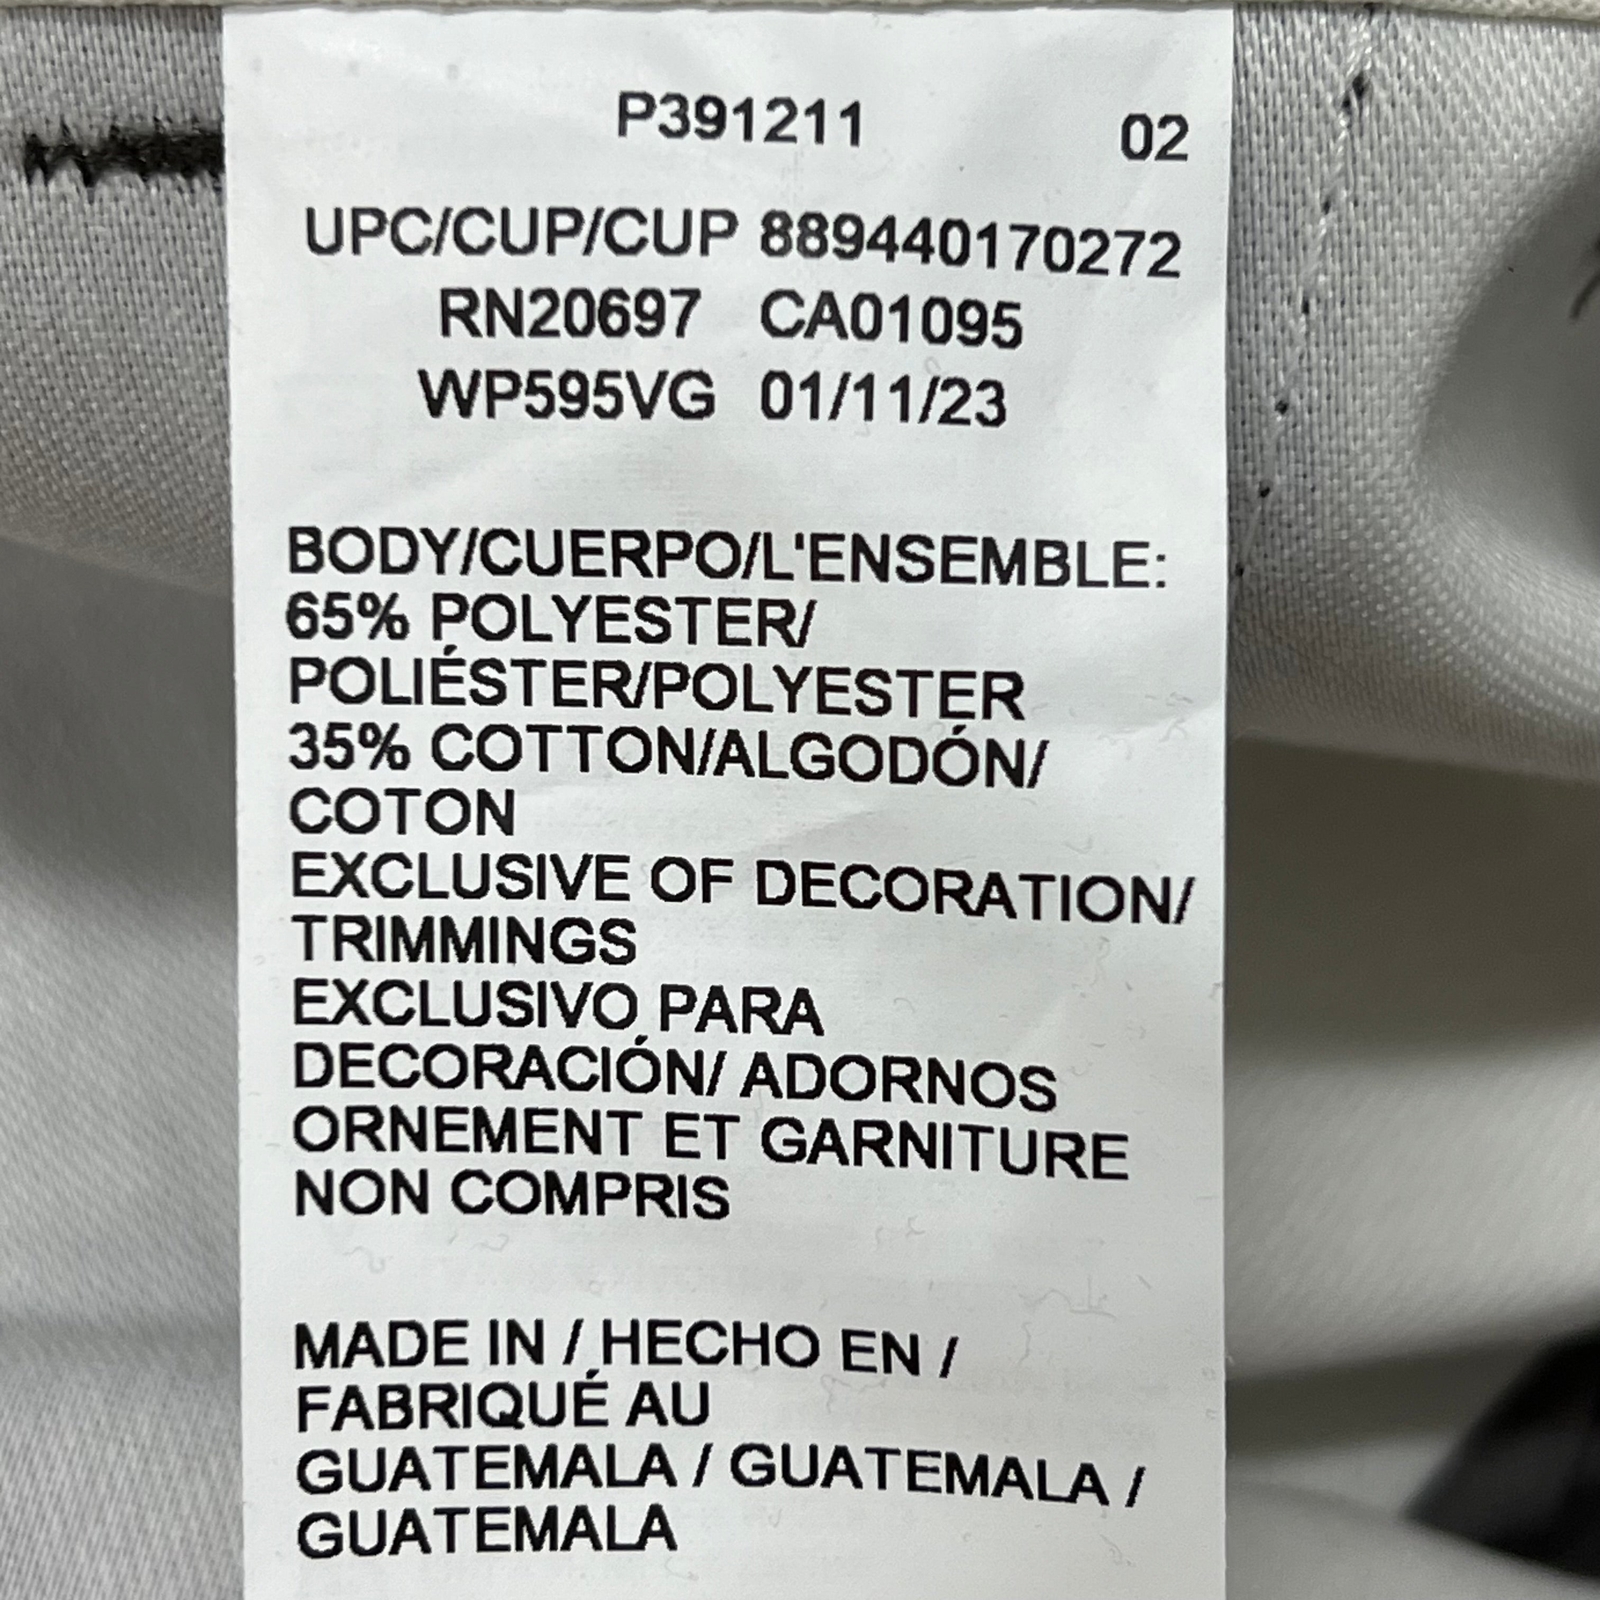 P391211 02
UPC/CUP/CUP 889440170272
RN20697 CA01095
WP595VG 01/11/23
BODY/CUERPO/L'ENSEMBLE:
65% POLYESTER/
POLIÉSTER/POLYESTER
35% COTTON/ALGODÓN/
COTON
EXCLUSIVE OF DECORATION/
TRIMMINGS
EXCLUSIVO PARA
DECORACIÓN/ ADORNOS
ORNEMENT ET GARNITURE
NON COMPRIS
MADE IN / HECHO EN /
FABRIQUÉ AU
GUATEMALA / GUATEMALA /
GUATEMALA